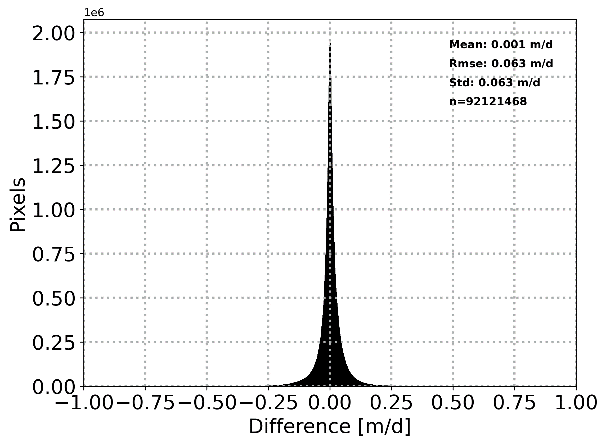 1e6
2.00
1.75
1.50
1.25
1.00
0.75
0.50
0.25
0.00
Pixels
Mean: 0.001 m/d
Rmse: 0.063 m/d
Std: 0.063 m/d
n=92121468
−1.00 −0.75 −0.50 −0.25 0.00 0.25 0.50 0.75 1.00
Difference [m/d]